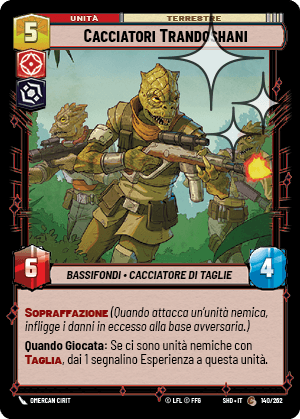 UNITÀ
TERRESTRE
5
CACCIATORI TRANDOSHANI
6
BASSIFONDI • CACCIATORE DI TAGLIE
4
SOPRAFFAZIONE (Quando attacca un'unità nemica,
infligge i danni in eccesso alla base avversaria.)
Quando Giocata: Se ci sono unità nemiche con
TAGLIA, dai 1 segnalino Esperienza a questa unità.
OMERCAN CIRIT
© LFL © FFG
SHD • IT
140/262